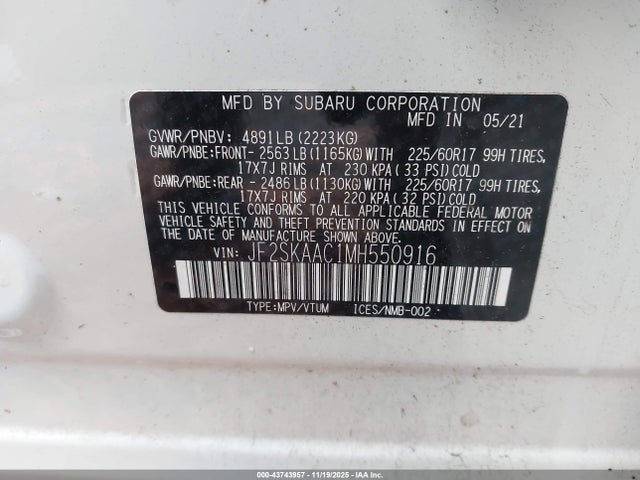 MFD BY SUBARU CORPORATION
MFD IN 05/21
GVWR/PNBV: 4891LB (2223KG)
GAWR/PNBE:FRONT- 2563 LB (1165KG) WITH 225/60R17 99H TIRES,
17X7J RIMS AT 230 KPA ( 33 PSI) COLD
GAWR/PNBE:REAR - 2486 LB (1130KG) WITH 225/60R17 99H TIRES,
17X7J RIMS AT 220 KPA ( 32 PSI) COLD
THIS VEHICLE CONFORMS TO ALL APPLICABLE FEDERAL MOTOR
VEHICLE SAFETY AND THEFT PREVENTION STANDARDS IN EFFECT ON
THE DATE OF MANUFACTURE SHOWN ABOVE.
VIN: JF2SKAAC1MH550916
TYPE:MPV/VTUM ICES/NMB-002
000-43743957 - 11/19/2025 - IAA Inc.